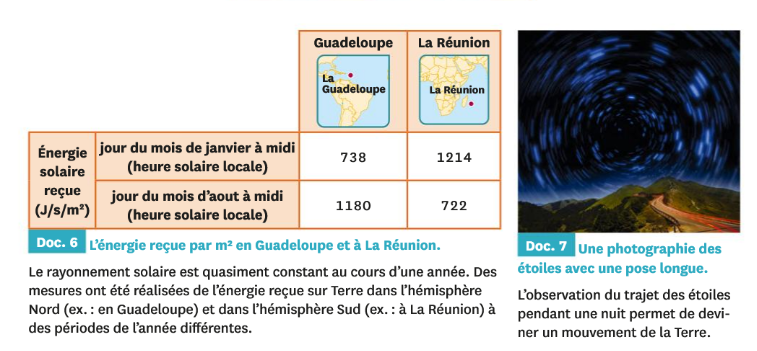 Guadeloupe
La Réunion
La
Guadeloupe
La Réunion
Énergie
solaire
reçue
(J/s/m²)
jour du mois de janvier à midi
(heure solaire locale)
738
1214
jour du mois d'aout à midi
(heure solaire locale)
1180
722
Doc. 6 L'énergie reçue par m² en Guadeloupe et à La Réunion.
Le rayonnement solaire est quasiment constant au cours d'une année. Des
mesures ont été réalisées de l'énergie reçue sur Terre dans l'hémisphère
Nord (ex. : en Guadeloupe) et dans l'hémisphère Sud (ex. : à La Réunion) à
des périodes de l'année différentes.
Doc. 7 Une photographie des
étoiles avec une pose longue.
L'observation du trajet des étoiles
pendant une nuit permet de devi-
ner un mouvement de la Terre.